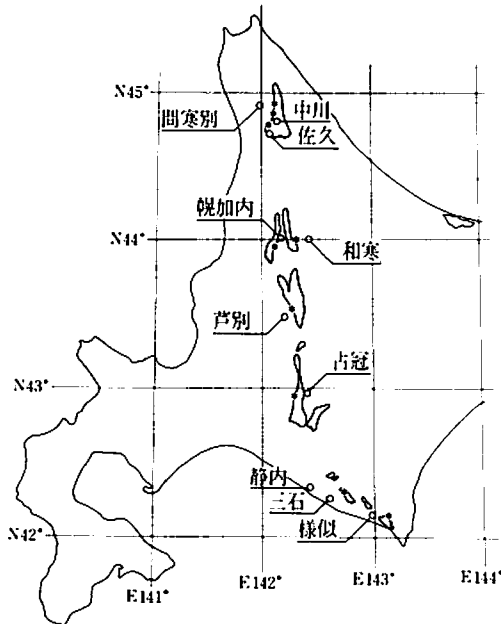 N45°
問寒別
中川
佐久
幌加内
N44°
和寒
芦別
占冠
N43°
静内
三石
様似
N42°
E141°
E142°
E143°
E144°